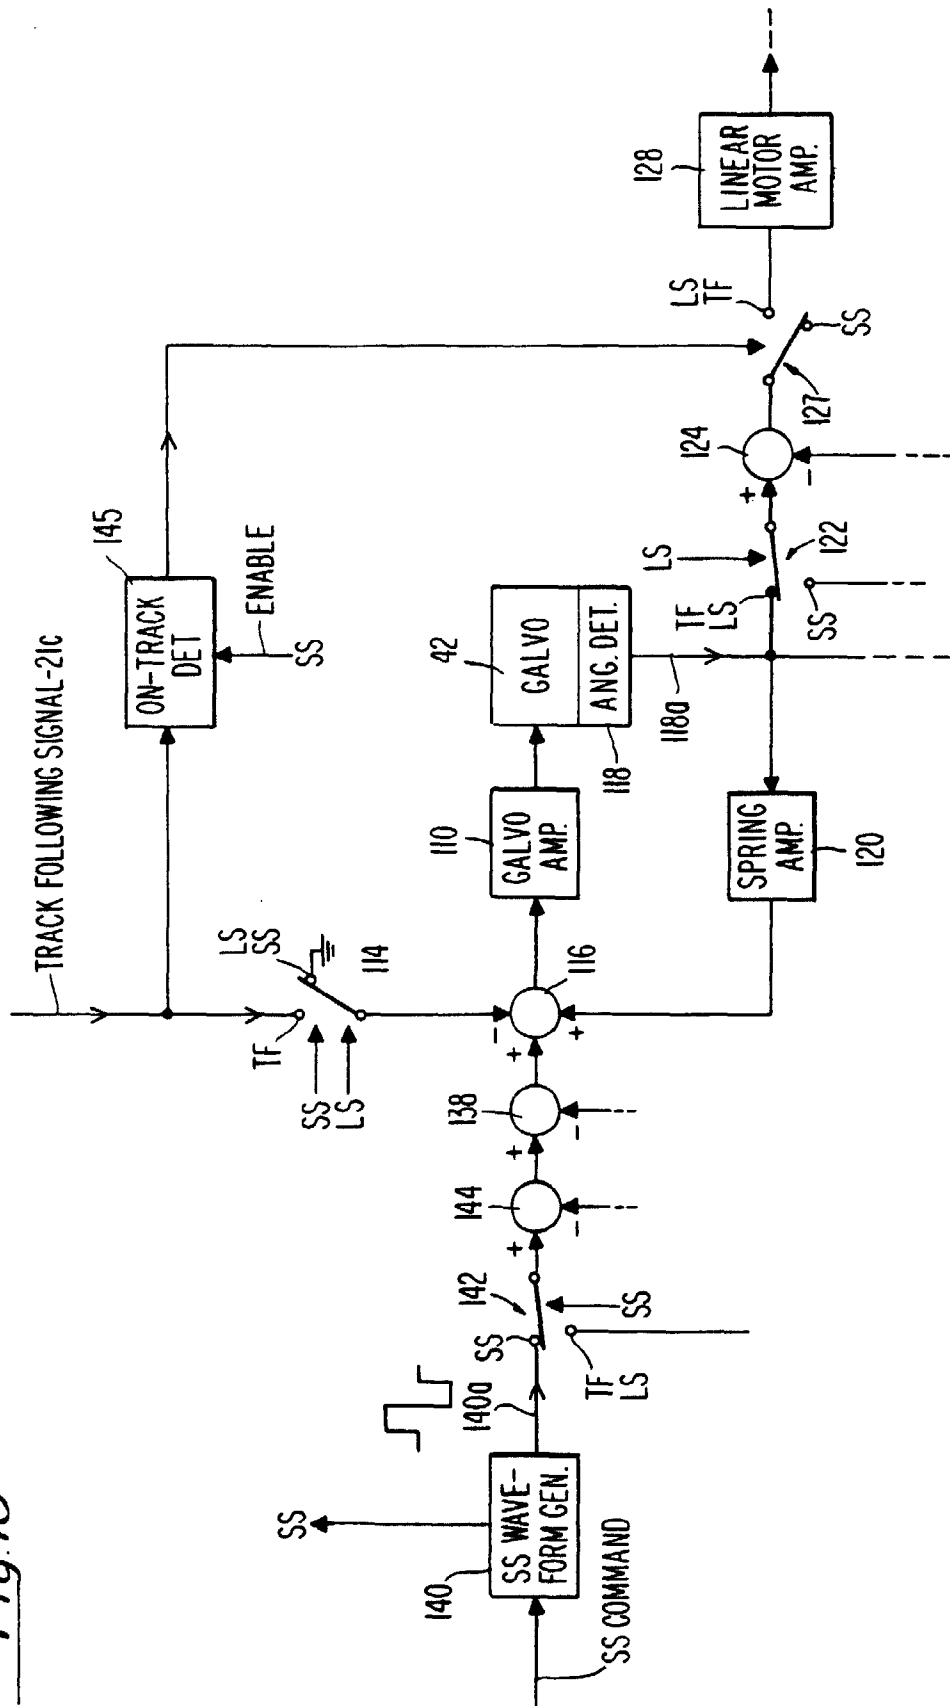 TRACK FOLLOWING SIGNAL-21c
145
ON-TRACK
DET
ENABLE
SS
TF
LS
SS
114
SS
LS
42
GALVO
ANG. DET.
118
118a
110
GALVO
AMP.
116
-
+
+
138
+
-
144
+
-
142
SS
SS
TF
LS
140a
SS
140
SS WAVE-
FORM GEN.
SS COMMAND
SPRING
AMP.
120
TF
LS
LS
122
SS
124
+
-
127
SS
LS
TF
128
LINEAR
MOTOR
AMP.